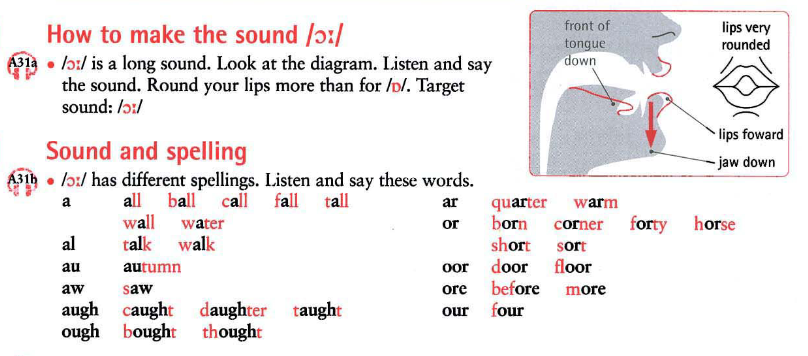 How to make the sound /ɔː/
A31a • /ɔː/ is a long sound. Look at the diagram. Listen and say
the sound. Round your lips more than for /ɒ/. Target
sound: /ɔː/
front of
tongue
down
lips very
rounded
lips foward
jaw down
Sound and spelling
A31b • /ɔː/ has different spellings. Listen and say these words.
a all ball call fall tall
wall water
al talk walk
au autumn
aw saw
augh caught daughter taught
ough bought thought
ar quarter warm
or born corner forty horse
short sort
oor door floor
ore before more
our four